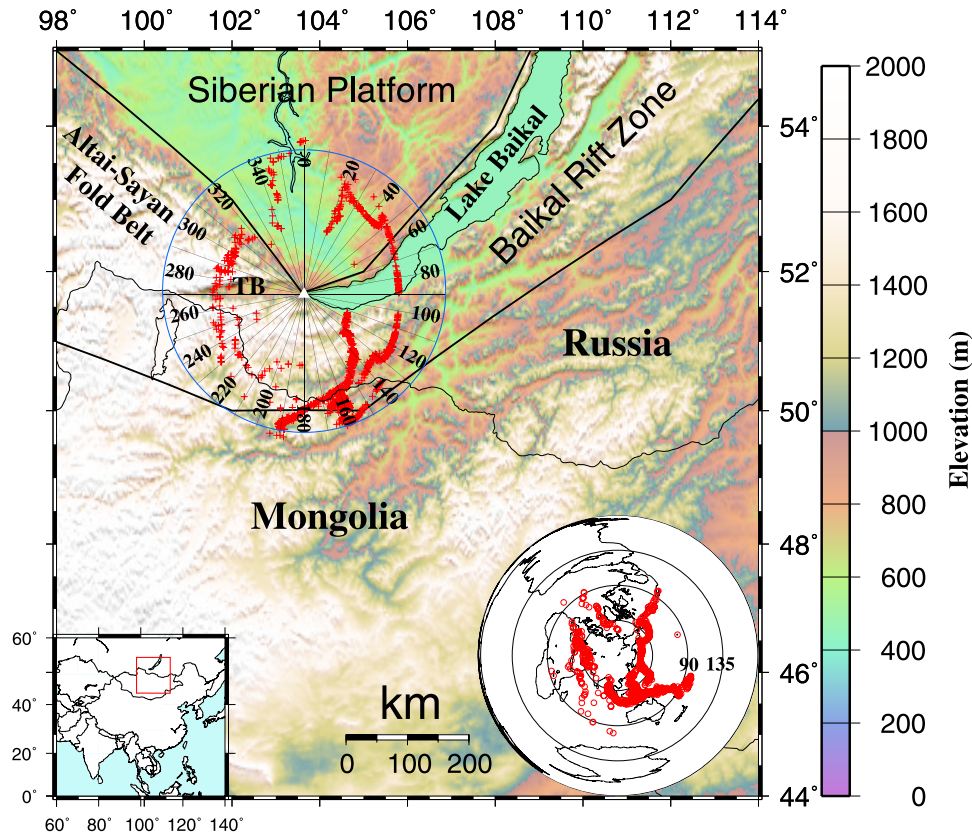 100° 104° 106° 110° 114°
98° 102° 108° 112°
Siberian Platform
Altai-Sayan
Fold Belt
Lake Baikal
Baikal Rift Zone
TB
0 20 40 60 80 100 120 140 160 180 200 220 240 260 280 300 320 340
Russia
Mongolia
54°
52°
50°
48°
46°
44°
2000
1800
1600
1400
1200
1000
800
600
400
200
0
Elevation (m)
90 135
km
0 100 200
60°
40°
20°
0°
60° 80° 100° 120° 140°